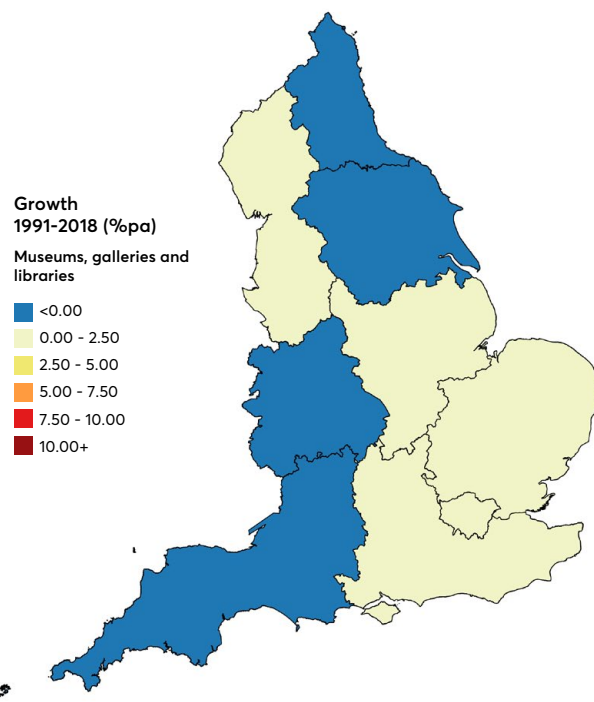 Growth
1991-2018 (%pa)
Museums, galleries and
libraries
<0.00
0.00 - 2.50
2.50 - 5.00
5.00 - 7.50
7.50 - 10.00
10.00+